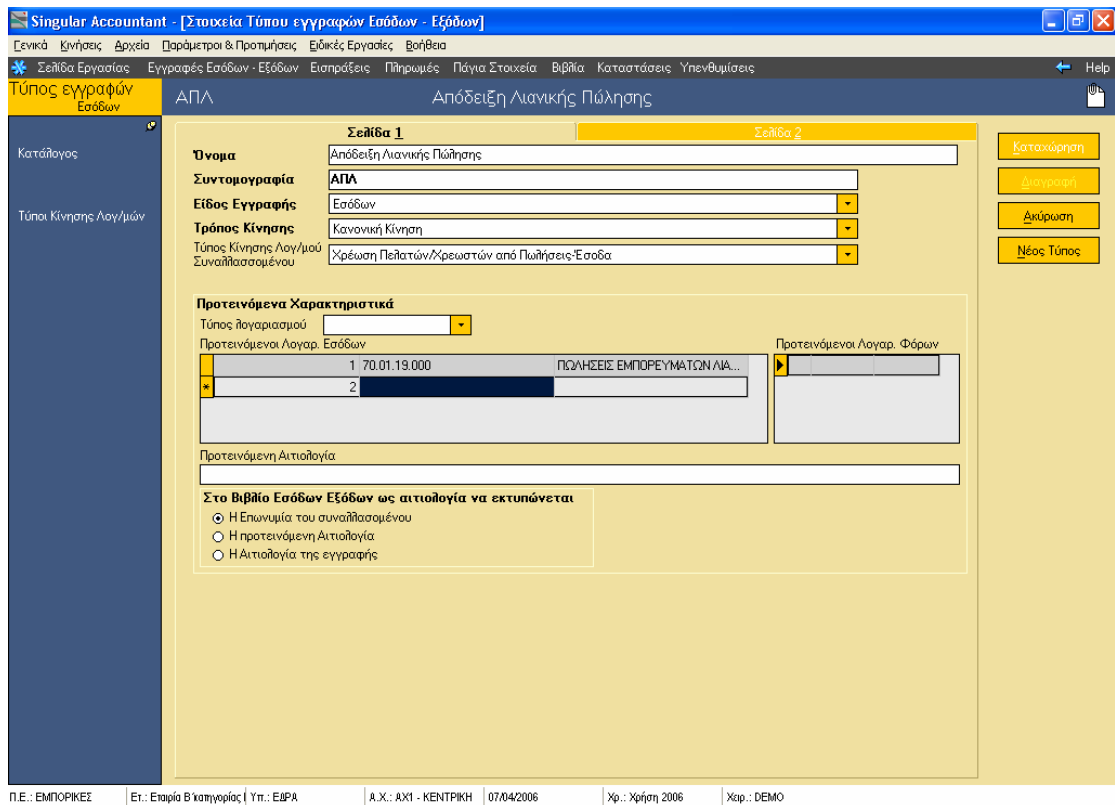 Singular Accountant - [Στοιχεία Τύπου εγγραφών Εσόδων - Εξόδων]
Γενικά Κινήσεις Αρχεία Παράμετροι & Προτιμήσεις Ειδικές Εργασίες Βοήθεια
Σελίδα Εργασίας Εγγραφές Εσόδων - Εξόδων Εισπράξεις Πληρωμές Πάγια Στοιχεία Βιβλία Καταστάσεις Υπενθυμίσεις Help
Τύπος εγγραφών
Εσόδων
ΑΠΛ Απόδειξη Λιανικής Πώλησης
Κατάλογος
Τύποι Κίνησης Λογ/μών
Σελίδα 1 Σελίδα 2
Όνομα Απόδειξη Λιανικής Πώλησης
Συντομογραφία ΑΠΛ
Είδος Εγγραφής Εσόδων
Τρόπος Κίνησης Κανονική Κίνηση
Τύπος Κίνησης Λογ/μού
Συναλλασσομένου Χρέωση Πελατών/Χρεωστών από Πωλήσεις-Έσοδα
Καταχώρηση
Διαγραφή
Ακύρωση
Νέος Τύπος
Προτεινόμενα Χαρακτηριστικά
Τύπος λογαριασμού
Προτεινόμενοι Λογαρ. Εσόδων Προτεινόμενοι Λογαρ. Φόρων
1 70.01.19.000 ΠΩΛΗΣΕΙΣ ΕΜΠΟΡΕΥΜΑΤΩΝ ΛΙΑ...
* 2
Προτεινόμενη Αιτιολογία
Στο Βιβλίο Εσόδων Εξόδων ως αιτιολογία να εκτυπώνεται
Η Επωνυμία του συναλλασομένου
Η προτεινόμενη Αιτιολογία
Η Αιτιολογία της εγγραφής
Π.Ε.: ΕΜΠΟΡΙΚΕΣ Ετ.: Εταιρία Β΄κατηγορίας Υπ.: ΕΔΡΑ Α.Χ.: ΑΧ1 - ΚΕΝΤΡΙΚΗ 07/04/2006 Χρ.: Χρήση 2006 Χειρ.: DEMO